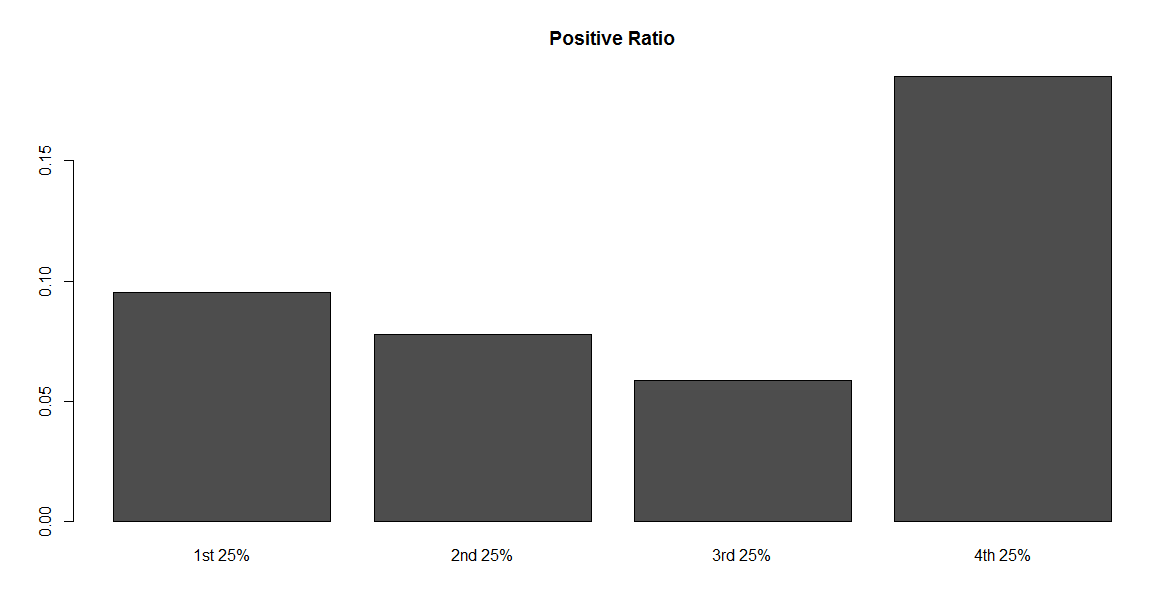 Positive Ratio
0.15
0.10
0.05
0.00
1st 25%
2nd 25%
3rd 25%
4th 25%